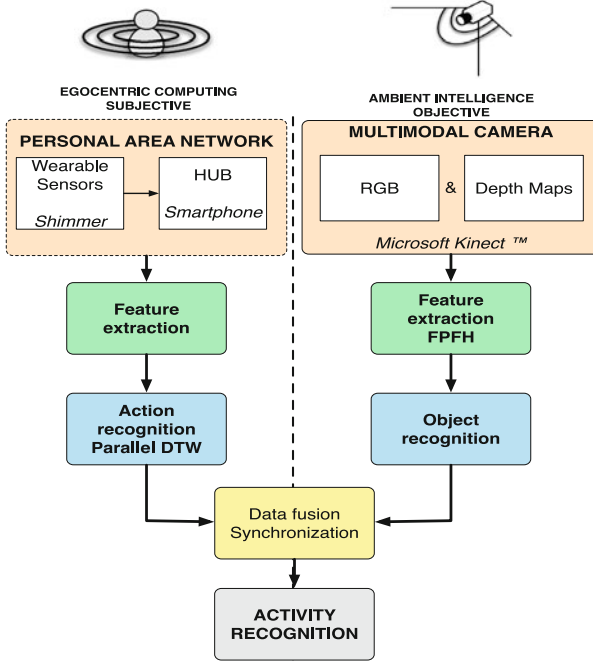 EGOCENTRIC COMPUTING
SUBJECTIVE
PERSONAL AREA NETWORK
Wearable
Sensors
Shimmer
HUB
Smartphone
Feature
extraction
Action
recognition
Parallel DTW
AMBIENT INTELLIGENCE
OBJECTIVE
MULTIMODAL CAMERA
RGB
&
Depth Maps
Microsoft Kinect ™
Feature
extraction
FPFH
Object
recognition
Data fusion
Synchronization
ACTIVITY
RECOGNITION